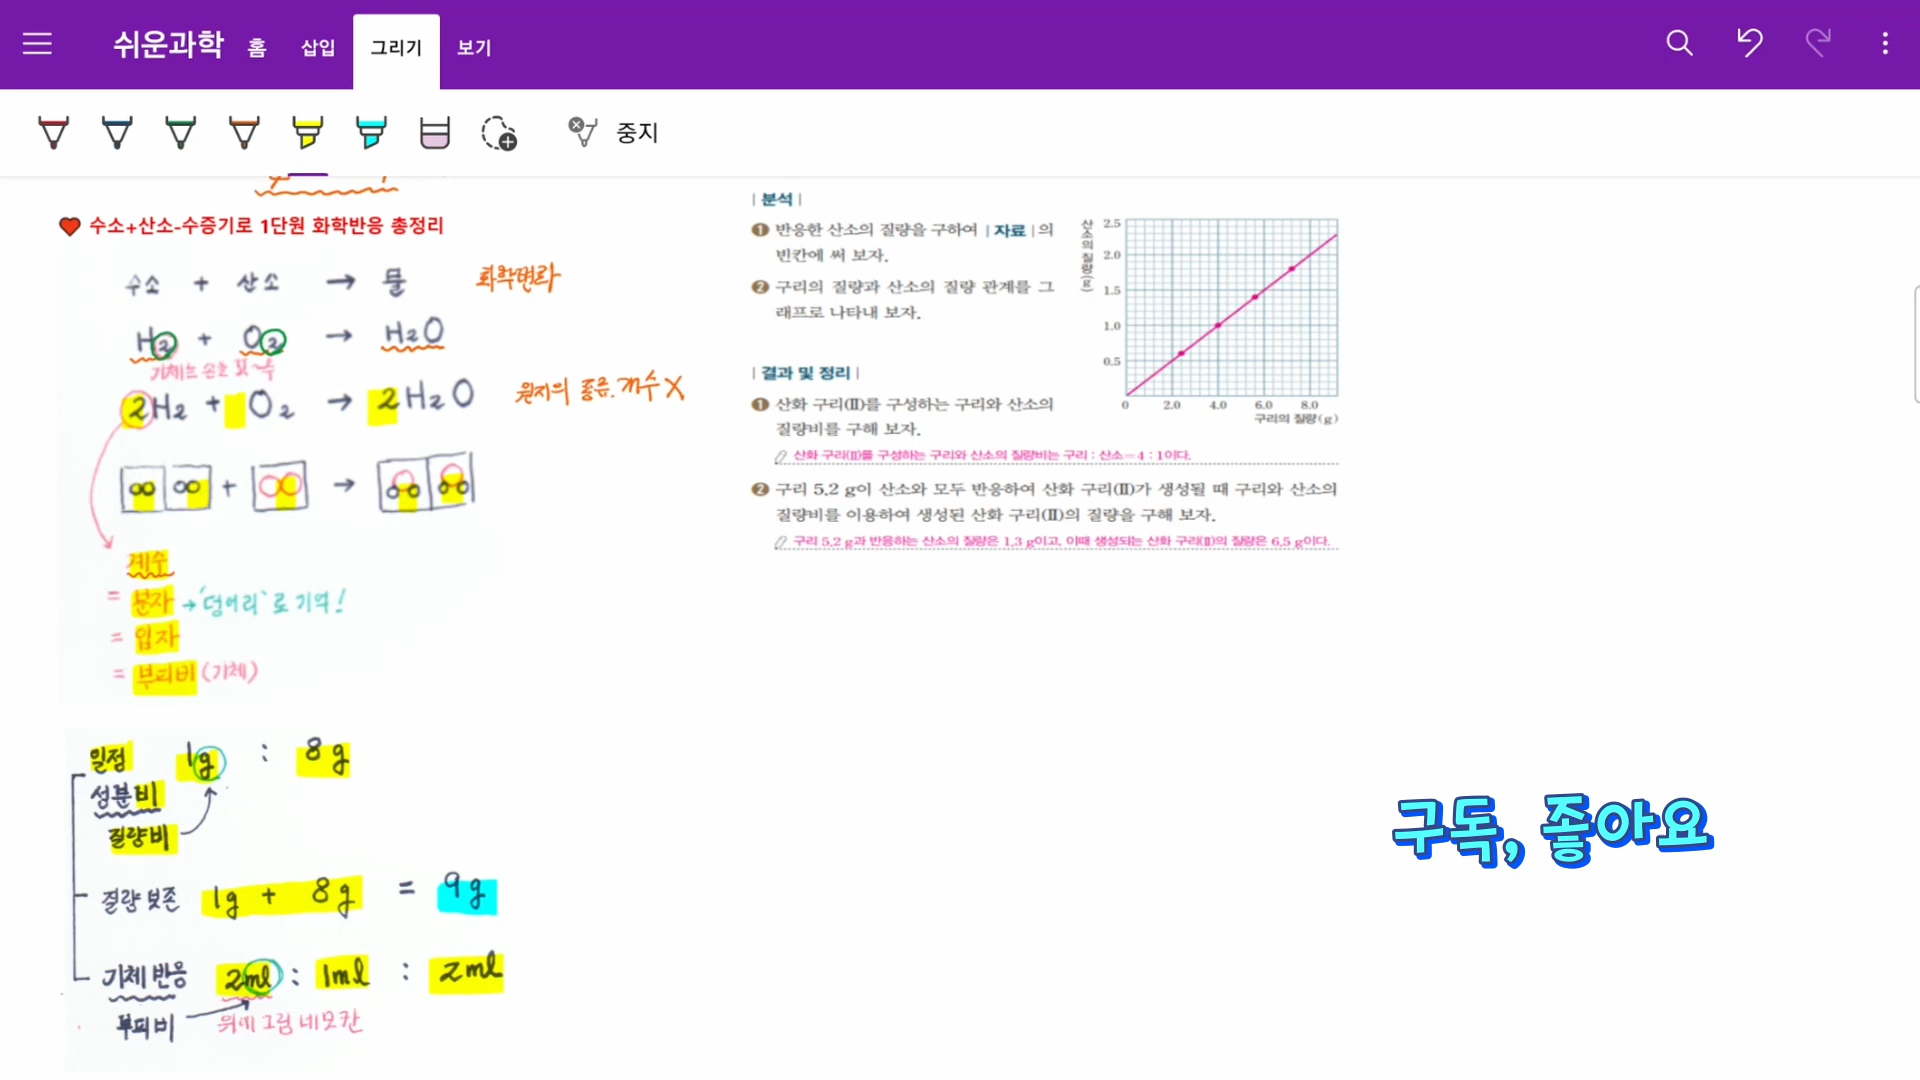 쉬운과학 홈 삽입 그리기 보기
중지
♥ 수소+산소-수증기로 1단원 화학반응 총정리
수소 + 산소 → 물 화학변화
H₂ + O₂ → H₂O
기체는 손은 꼬~옥
2H₂ + O₂ → 2H₂O 원자의 종류. 개수 X
+ →
계수
= 분자 → '덩어리'로 기억!
= 입자
= 부피비 (기체)
일정 1g : 8g
성분비
질량비
질량 보존 1g + 8g = 9g
기체 반응 2ml : 1ml : 2ml
부피비 위에 그림 네모칸
| 분석 |
❶ 반응한 산소의 질량을 구하여 | 자료 | 의
빈칸에 써 보자.
❷ 구리의 질량과 산소의 질량 관계를 그
래프로 나타내 보자.
산소의 질량(g)
2.5
2.0
1.5
1.0
0.5
0 2.0 4.0 6.0 8.0
구리의 질량(g)
| 결과 및 정리 |
❶ 산화 구리(Ⅱ)를 구성하는 구리와 산소의
질량비를 구해 보자.
산화 구리(Ⅱ)를 구성하는 구리와 산소의 질량비는 구리 : 산소=4 : 1이다.
❷ 구리 5.2 g이 산소와 모두 반응하여 산화 구리(Ⅱ)가 생성될 때 구리와 산소의
질량비를 이용하여 생성된 산화 구리(Ⅱ)의 질량을 구해 보자.
구리 5.2 g과 반응하는 산소의 질량은 1.3 g이고, 이때 생성되는 산화 구리(Ⅱ)의 질량은 6.5 g이다.
구독, 좋아요